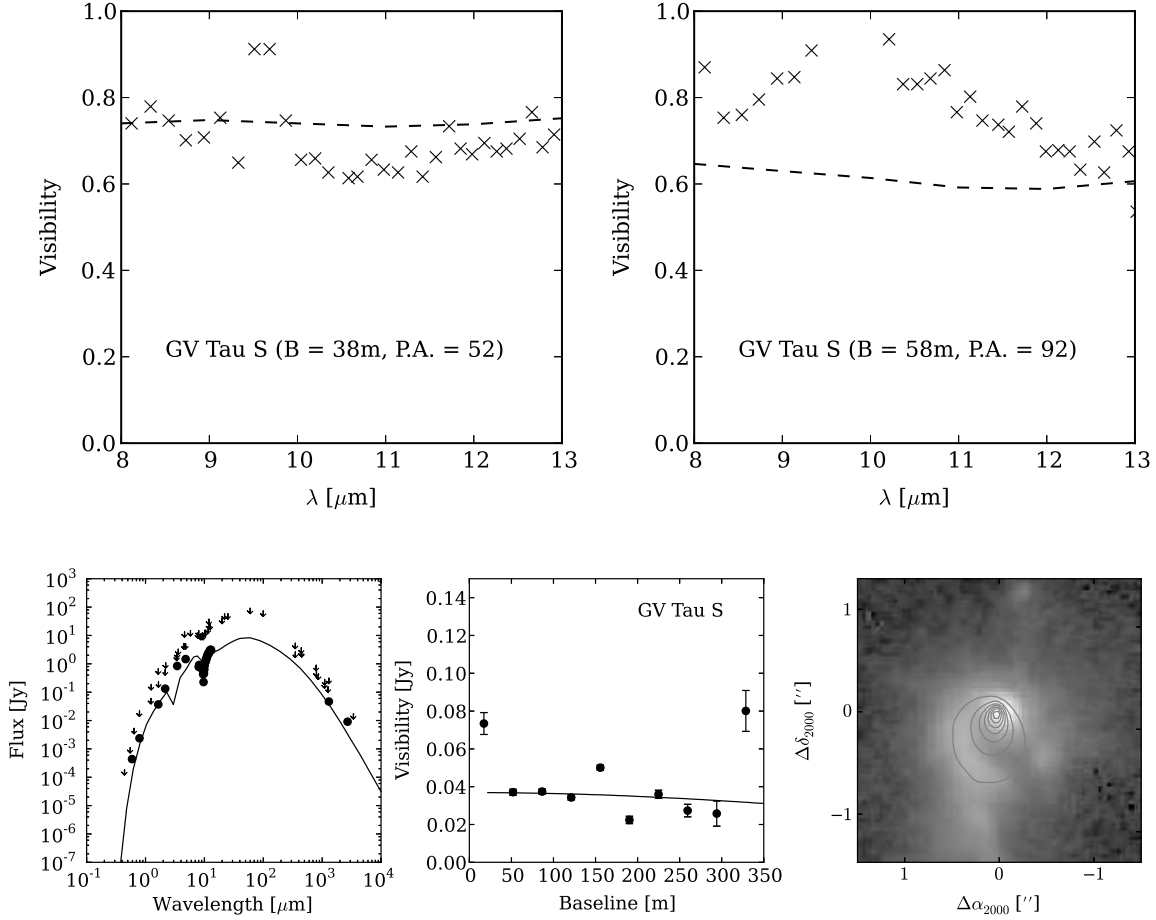 1.0
0.8
0.6
0.4
0.2
0.0
Visibility
GV Tau S (B = 38m, P.A. = 52)
8 9 10 11 12 13
λ [μm]
1.0
0.8
0.6
0.4
0.2
0.0
Visibility
GV Tau S (B = 58m, P.A. = 92)
8 9 10 11 12 13
λ [μm]
10³
10²
10¹
10⁰
10⁻¹
10⁻²
10⁻³
10⁻⁴
10⁻⁵
10⁻⁶
10⁻⁷
Flux [Jy]
10⁻¹ 10⁰ 10¹ 10² 10³ 10⁴
Wavelength [μm]
0.14
0.12
0.10
0.08
0.06
0.04
0.02
0.00
Visibility [Jy]
GV Tau S
0 50 100 150 200 250 300 350
Baseline [m]
1
0
−1
Δδ₂₀₀₀ ['']
1 0 −1
Δα₂₀₀₀ ['']